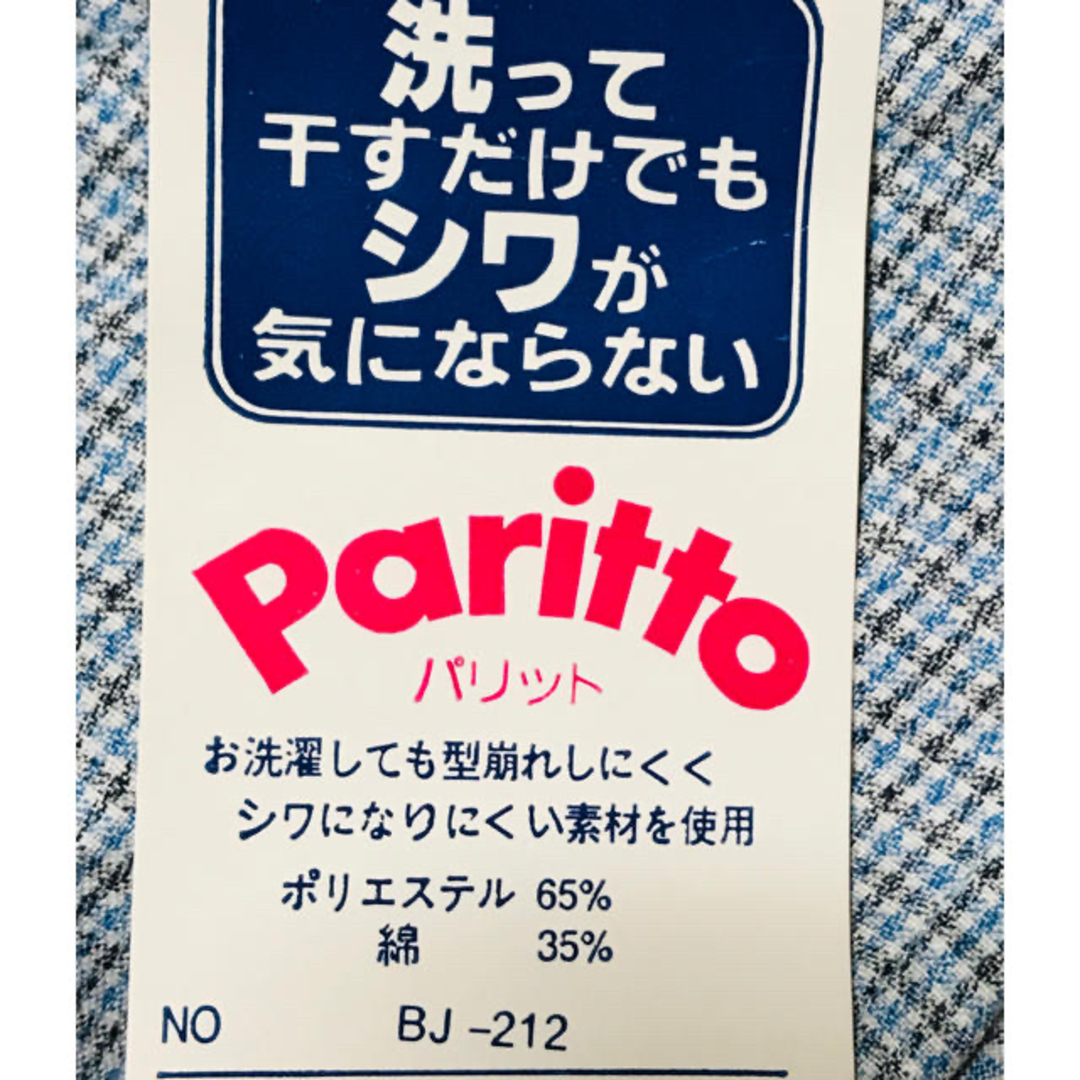 洗って
干すだけでも
シワが
気にならない
Paritto
パリット
お洗濯しても型崩れしにくく
シワになりにくい素材を使用
ポリエステル 65%
綿 35%
NO BJ-212